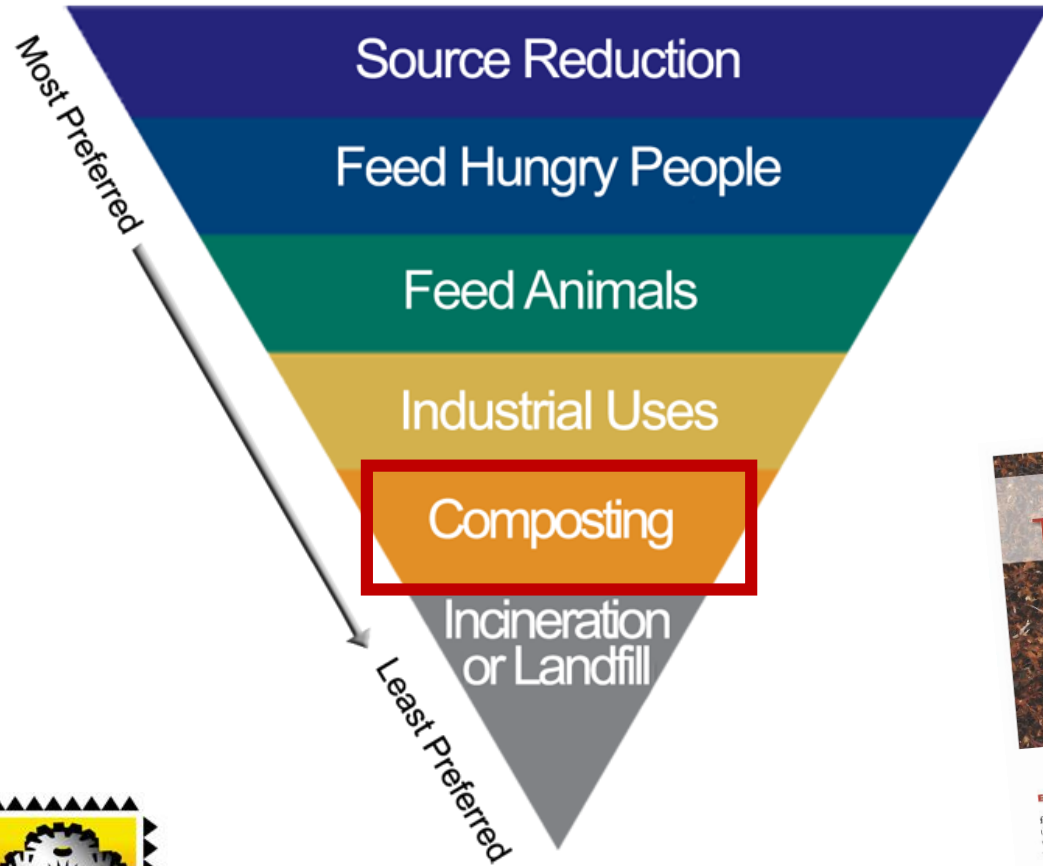 Most Preferred
Source Reduction
Feed Hungry People
Feed Animals
Industrial Uses
Composting
Incineration
or Landfill
Least Preferred